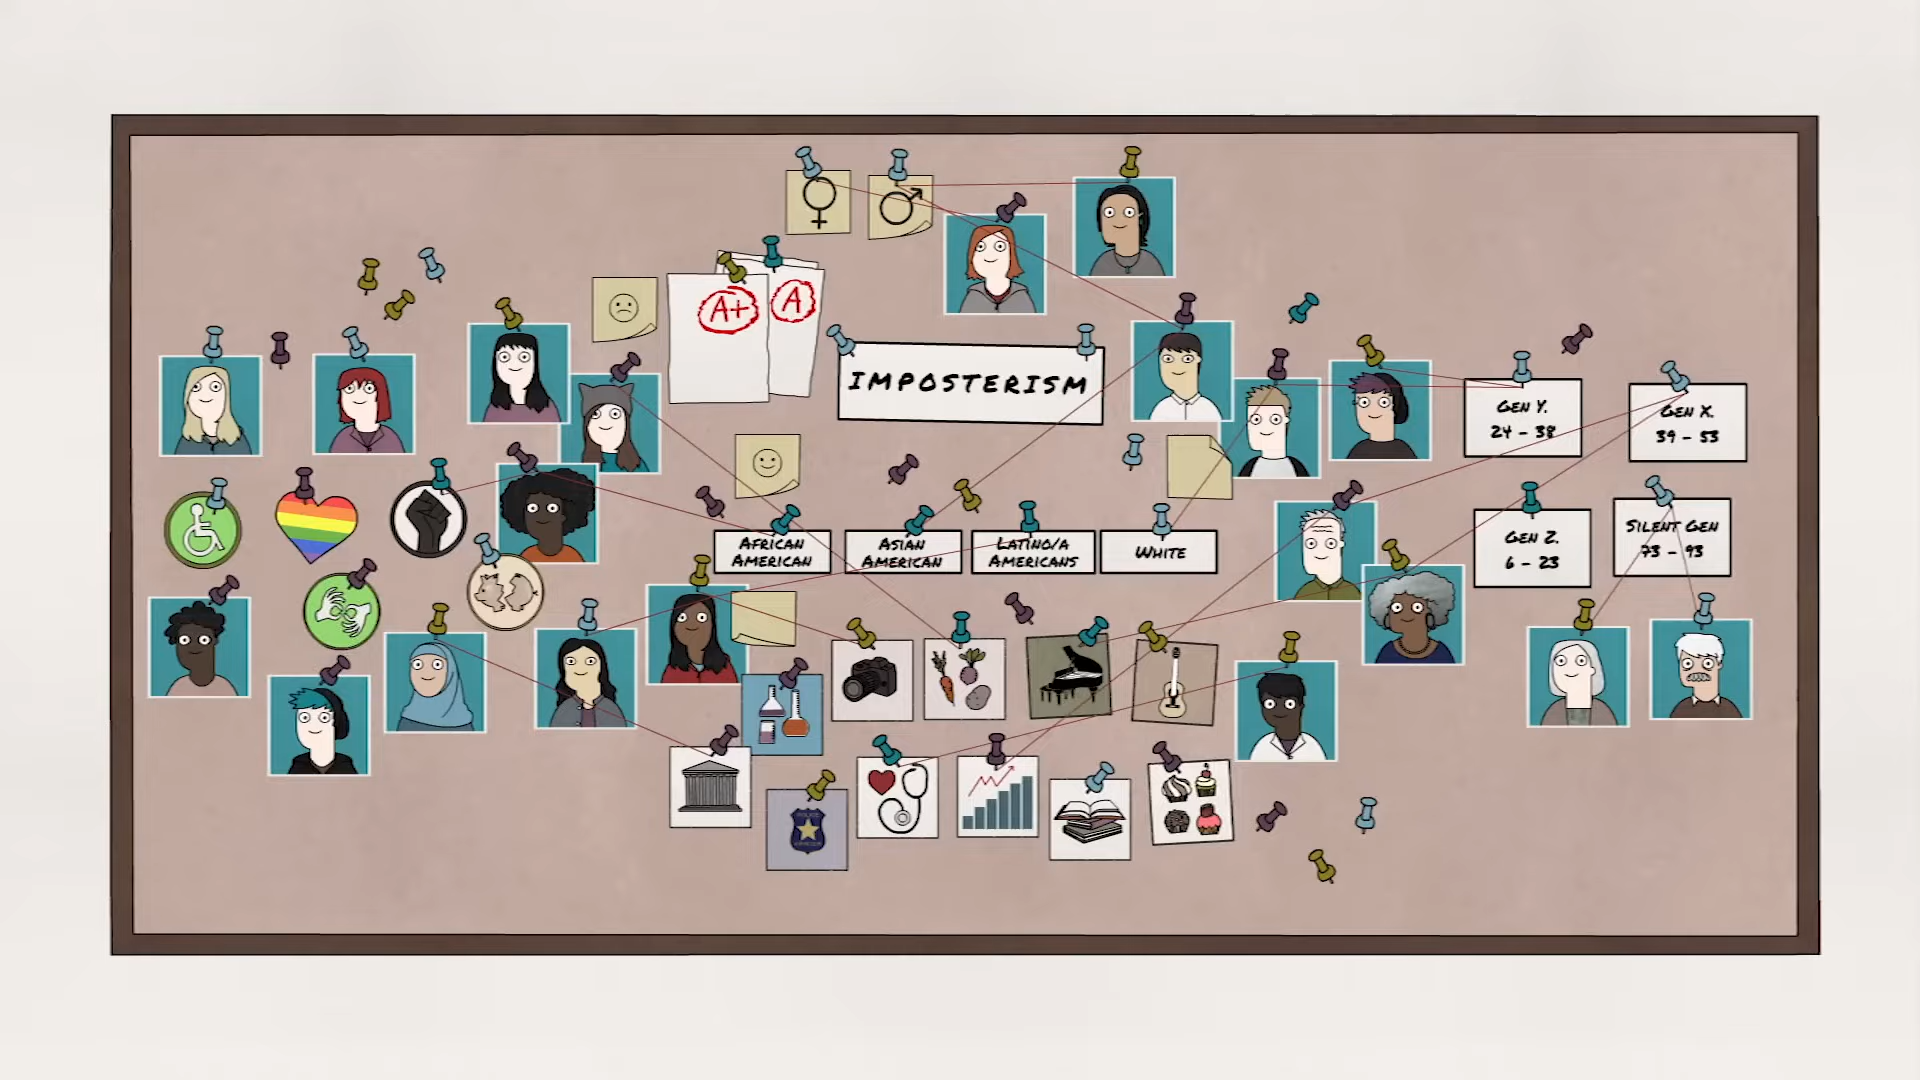 A+
A
IMPOSTERISM
GEN Y.
24 - 38
GEN X.
39 - 53
AFRICAN
AMERICAN
ASIAN
AMERICAN
LATINO/A
AMERICANS
WHITE
GEN Z.
6 - 23
SILENT GEN
73 - 93
POLICE